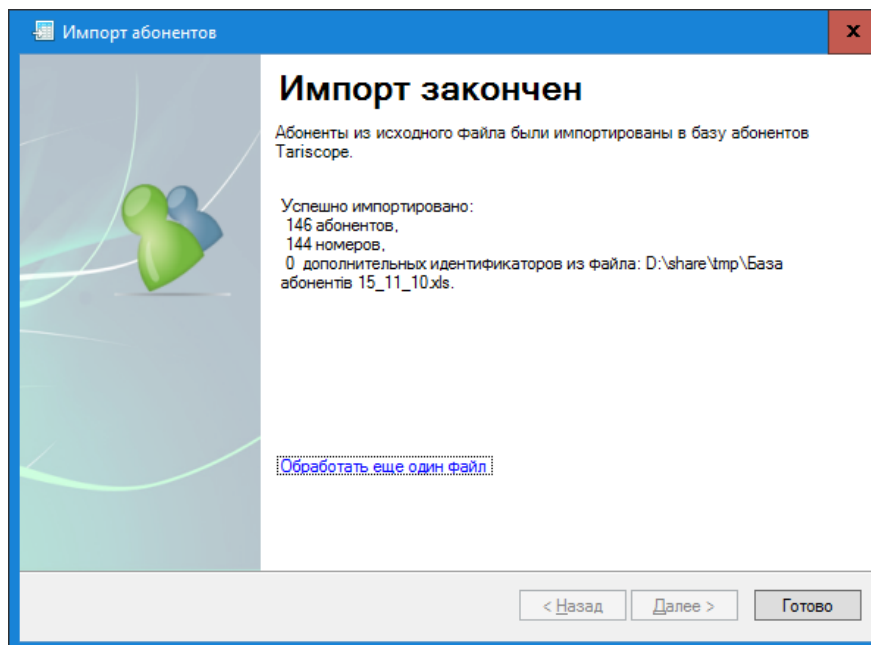 Импорт абонентов
x
Импорт закончен
Абоненты из исходного файла были импортированы в базу абонентов
Tariscope.
Успешно импортировано:
146 абонентов,
144 номеров,
0 дополнительных идентификаторов из файла: D:\share\tmp\База
абонентів 15_11_10.xls.
Обработать еще один файл
< Назад
Далее >
Готово